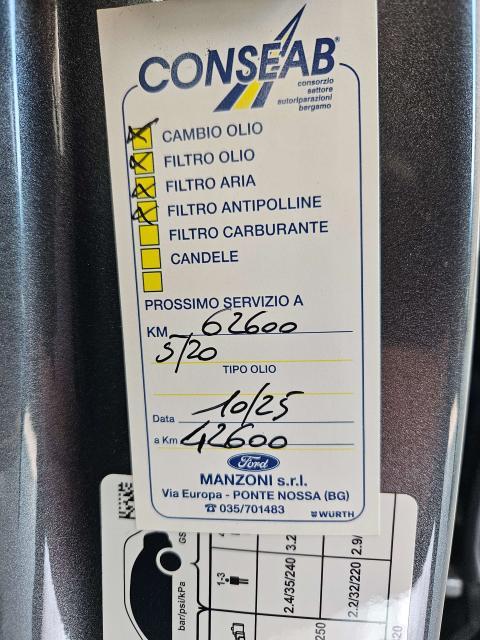 CONSEAB®
consorzio
settore
autoriparazioni
bergamo
CAMBIO OLIO
FILTRO OLIO
FILTRO ARIA
FILTRO ANTIPOLLINE
FILTRO CARBURANTE
CANDELE
PROSSIMO SERVIZIO A
KM 62600
5/20
TIPO OLIO
Data 10/25
a Km 42600
Ford
MANZONI s.r.l.
Via Europa - PONTE NOSSA (BG)
☎ 035/701483
WÜRTH
bar/psi/kPa
1-3
2.4/35/240
2.2/32/220